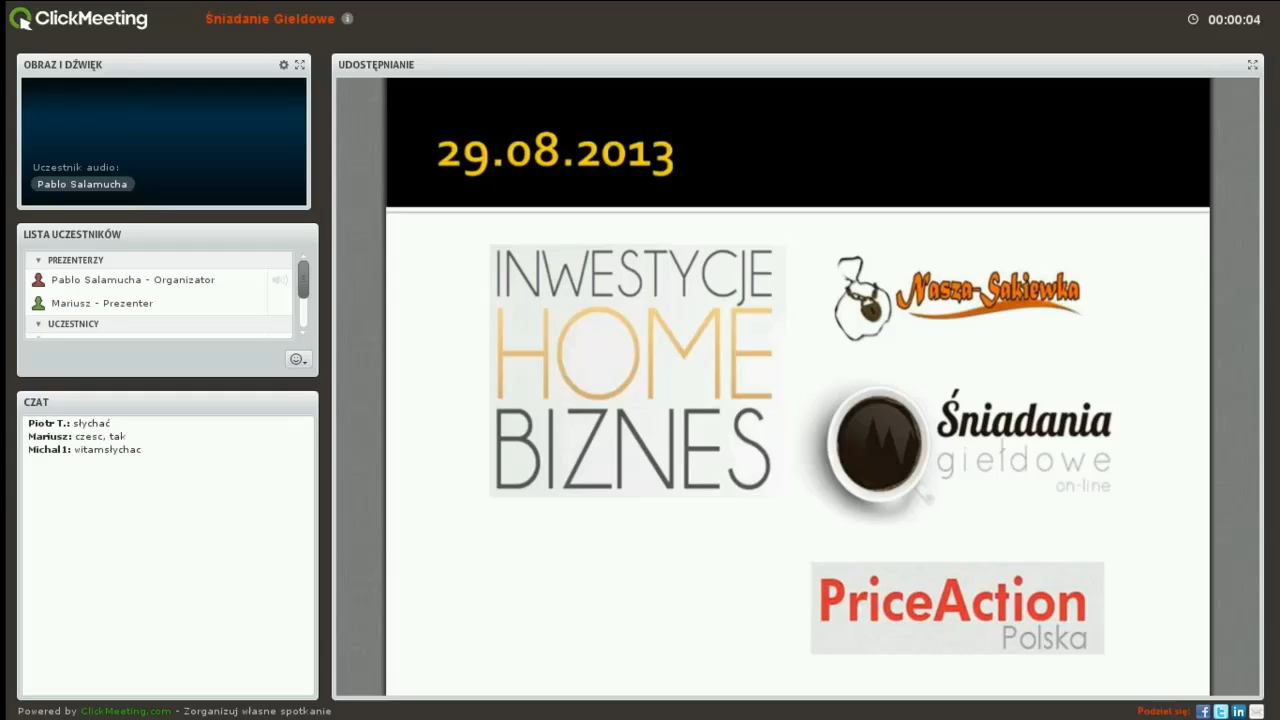 ClickMeeting
Śniadanie Giełdowe
00:00:04
OBRAZ I DŹWIĘK
Uczestnik audio:
Pablo Salamucha
LISTA UCZESTNIKÓW
PREZENTERZY
Pablo Salamucha - Organizator
Mariusz - Prezenter
UCZESTNICY
CZAT
Piotr T.: słychać
Mariusz: czesc, tak
Michal1: witamsłychac
UDOSTĘPNIANIE
29.08.2013
INWESTYCJE
HOME
BIZNES
Nasza-Sakiewka
Śniadania
giełdowe
on-line
PriceAction
Polska
Powered by ClickMeeting.com - Zorganizuj własne spotkanie
Podziel się: